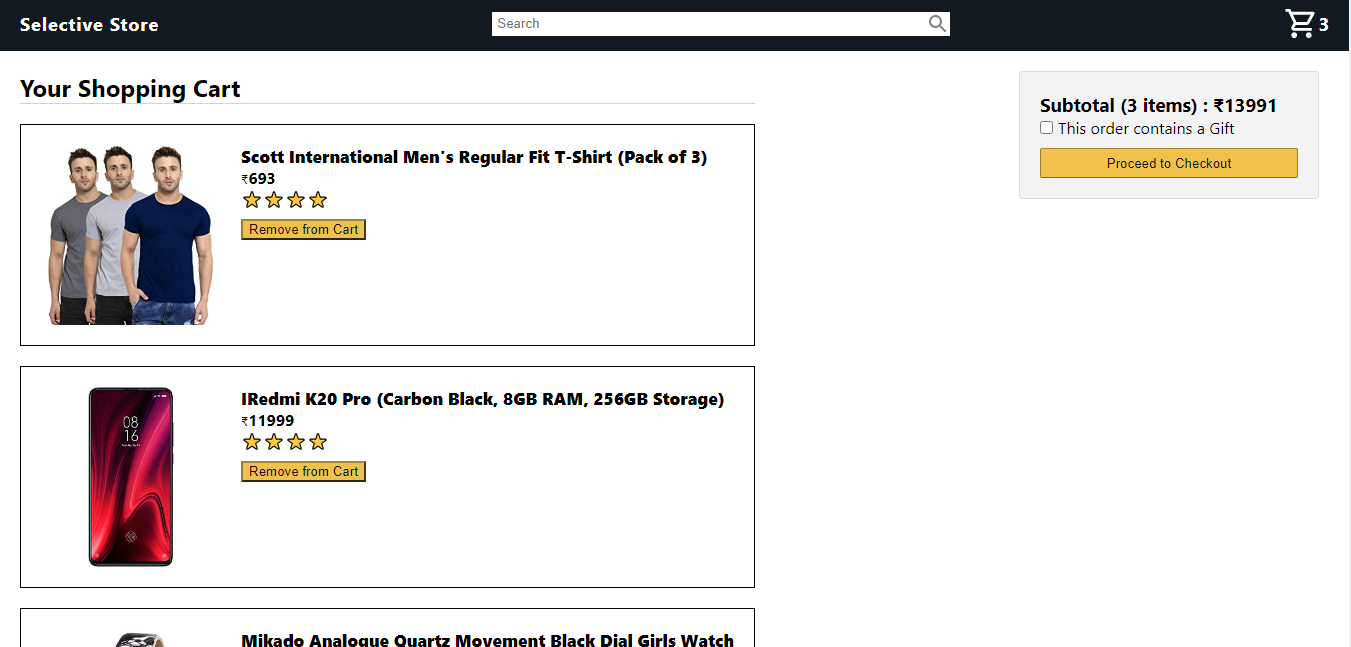 Selective Store
Search
3
Your Shopping Cart
Subtotal (3 items) : ₹13991
This order contains a Gift
Proceed to Checkout
Scott International Men's Regular Fit T-Shirt (Pack of 3)
₹693
Remove from Cart
IRedmi K20 Pro (Carbon Black, 8GB RAM, 256GB Storage)
₹11999
Remove from Cart
08
16
Mikado Analogue Quartz Movement Black Dial Girls Watch